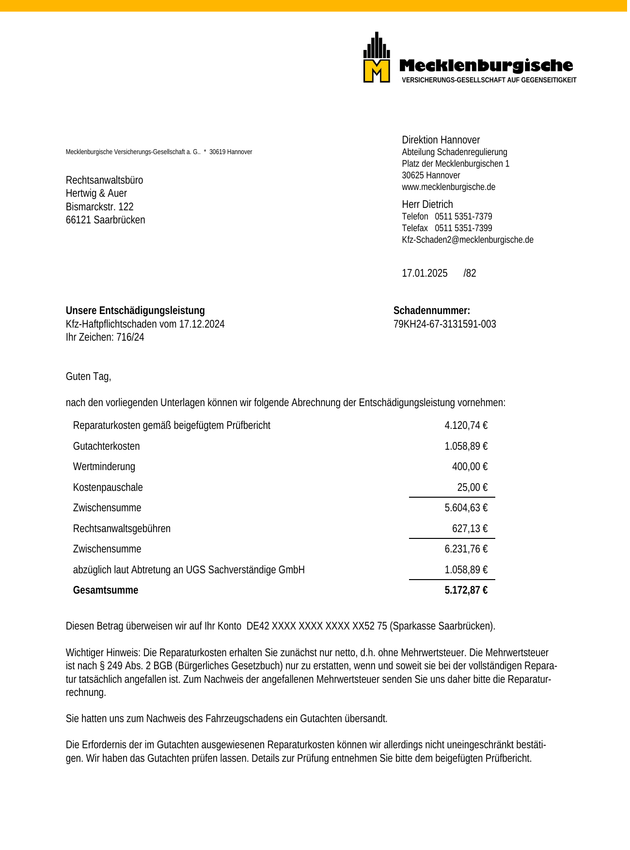 Mecklenburgische
VERSICHERUNGS-GESELLSCHAFT AUF GEGENSEITIGKEIT
Direktion Hannover
Abteilung Schadenregulierung
Platz der Mecklenburgischen 1
30625 Hannover
www.mecklenburgische.de
Herr Dietrich
Telefon 0511 5351-7379
Telefax 0511 5351-7399
Kfz-Schaden2@mecklenburgische.de
17.01.2025 /82
Mecklenburgische Versicherungs-Gesellschaft a. G.. * 30619 Hannover
Rechtsanwaltsbüro
Hertwig & Auer
Bismarckstr. 122
66121 Saarbrücken
Unsere Entschädigungsleistung
Kfz-Haftpflichtschaden vom 17.12.2024
Ihr Zeichen: 716/24
Schadennummer:
79KH24-67-3131591-003
Guten Tag,
nach den vorliegenden Unterlagen können wir folgende Abrechnung der Entschädigungsleistung vornehmen:
Reparaturkosten gemäß beigefügtem Prüfbericht 4.120,74 €
Gutachterkosten 1.058,89 €
Wertminderung 400,00 €
Kostenpauschale 25,00 €
Zwischensumme 5.604,63 €
Rechtsanwaltsgebühren 627,13 €
Zwischensumme 6.231,76 €
abzüglich laut Abtretung an UGS Sachverständige GmbH 1.058,89 €
Gesamtsumme 5.172,87 €
Diesen Betrag überweisen wir auf Ihr Konto DE42 XXXX XXXX XXXX XX52 75 (Sparkasse Saarbrücken).
Wichtiger Hinweis: Die Reparaturkosten erhalten Sie zunächst nur netto, d.h. ohne Mehrwertsteuer. Die Mehrwertsteuer
ist nach § 249 Abs. 2 BGB (Bürgerliches Gesetzbuch) nur zu erstatten, wenn und soweit sie bei der vollständigen Repara-
tur tatsächlich angefallen ist. Zum Nachweis der angefallenen Mehrwertsteuer senden Sie uns daher bitte die Reparatur-
rechnung.
Sie hatten uns zum Nachweis des Fahrzeugschadens ein Gutachten übersandt.
Die Erfordernis der im Gutachten ausgewiesenen Reparaturkosten können wir allerdings nicht uneingeschränkt bestäti-
gen. Wir haben das Gutachten prüfen lassen. Details zur Prüfung entnehmen Sie bitte dem beigefügten Prüfbericht.